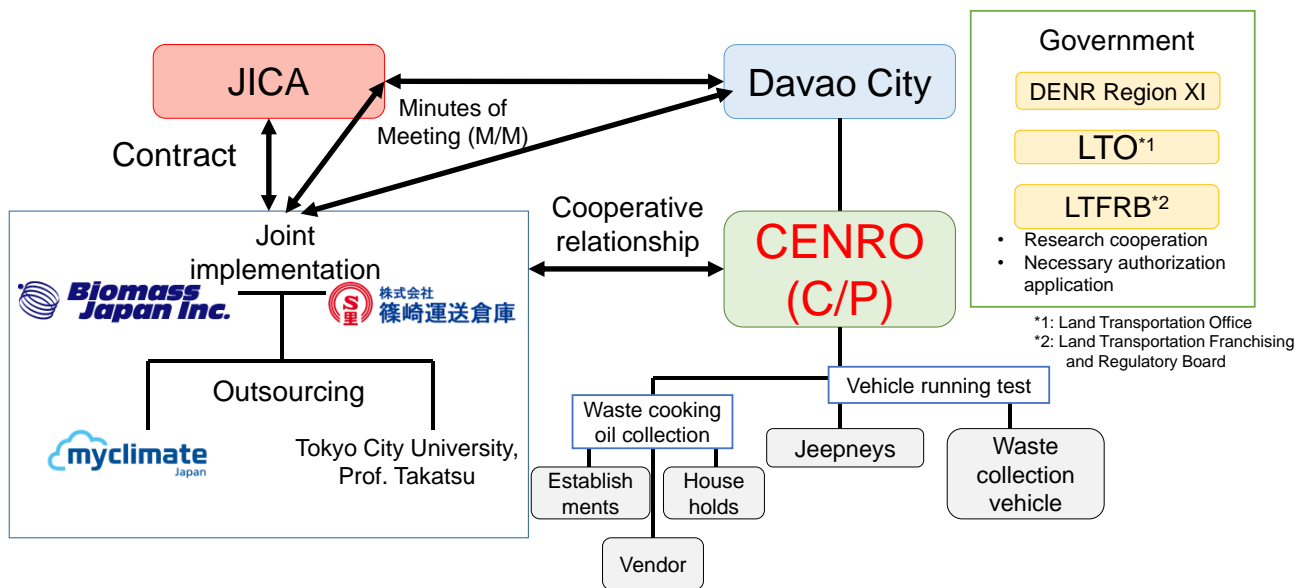 JICA
Davao City
Government
DENR Region XI
LTO*1
LTFRB*2
• Research cooperation
• Necessary authorization
application
*1: Land Transportation Office
*2: Land Transportation Franchising
and Regulatory Board
Minutes of
Meeting (M/M)
Contract
Joint
implementation
Biomass
Japan Inc.
S
里
株式会社
篠崎運送倉庫
Outsourcing
myclimate
Japan
Tokyo City University,
Prof. Takatsu
Cooperative
relationship
CENRO
(C/P)
Vehicle running test
Waste cooking
oil collection
Jeepneys
Waste
collection
vehicle
Establish
ments
House
holds
Vendor